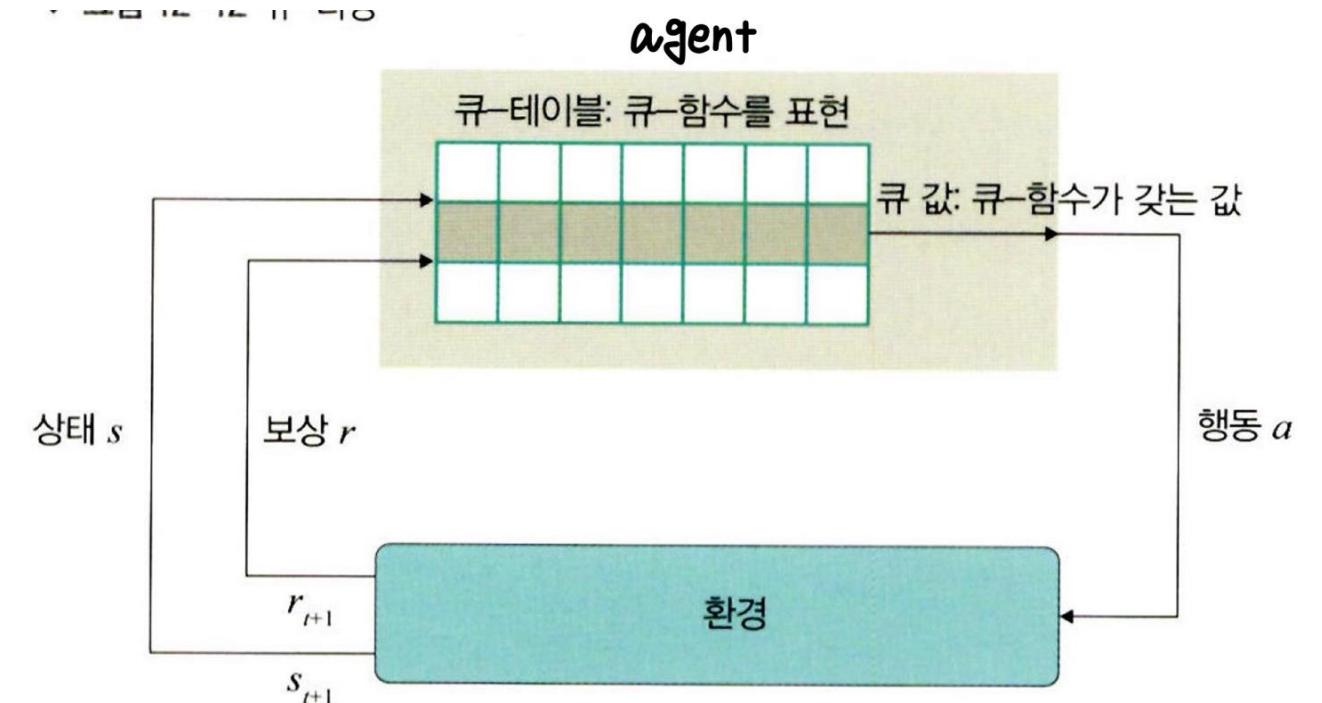 agent
큐-테이블: 큐-함수를 표현
큐 값: 큐-함수가 갖는 값
상태 s
보상 r
행동 a
환경
r_{t+1}
s_{t+1}